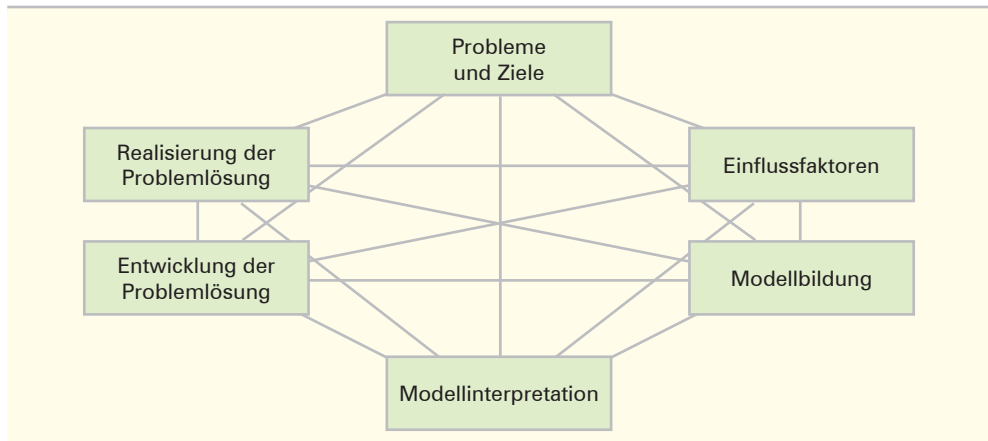 Probleme
und Ziele
Realisierung der
Problemlösung
Einflussfaktoren
Entwicklung der
Problemlösung
Modellbildung
Modellinterpretation